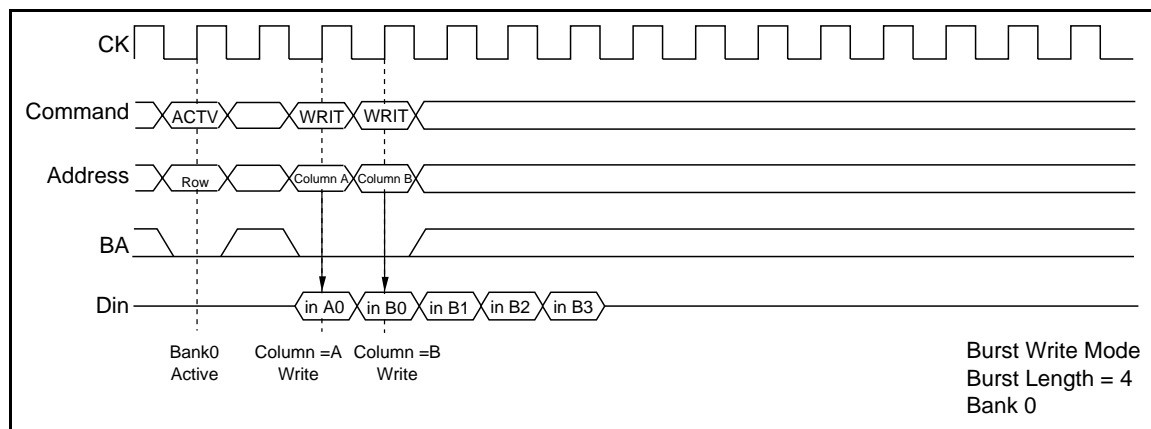 CK
Command ACTV WRIT WRIT
Address Row Column A Column B
BA
Din in A0 in B0 in B1 in B2 in B3
Bank0 Column =A Column =B
Active Write Write
Burst Write Mode
Burst Length = 4
Bank 0